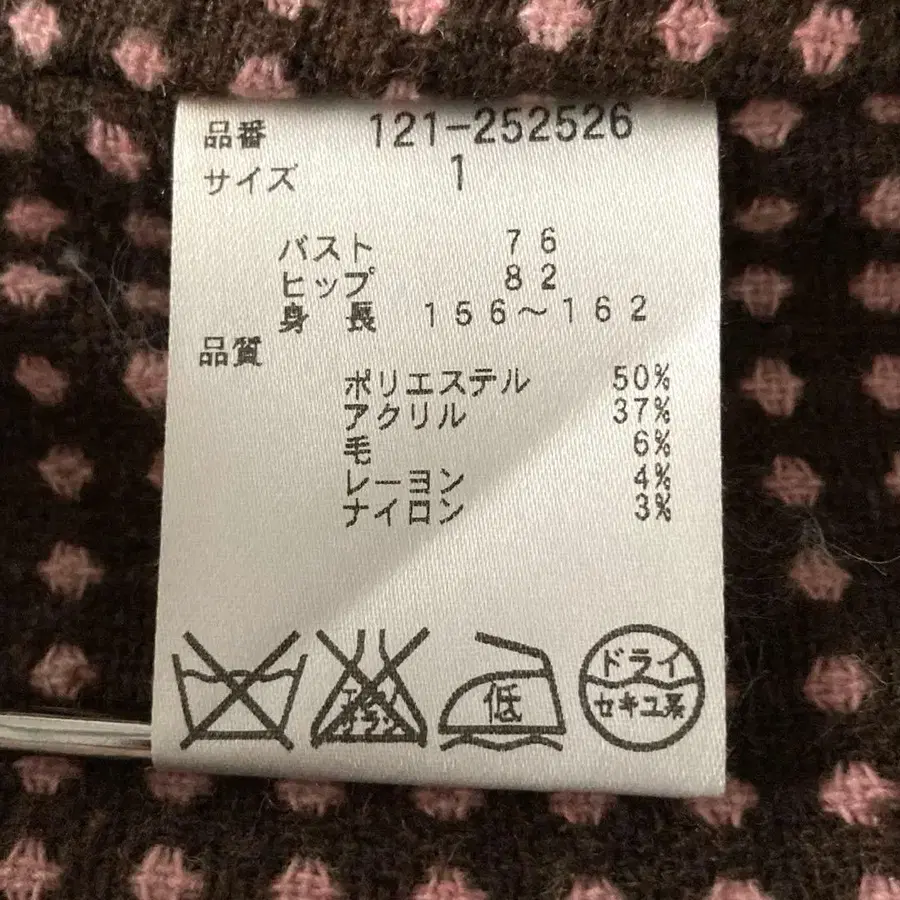 品番 121-252526
サイズ 1
バスト 76
ヒップ 82
身長 156~162
品質
ポリエステル 50%
アクリル 37%
毛 6%
レーヨン 4%
ナイロン 3%
低
ドライ
セキユ系